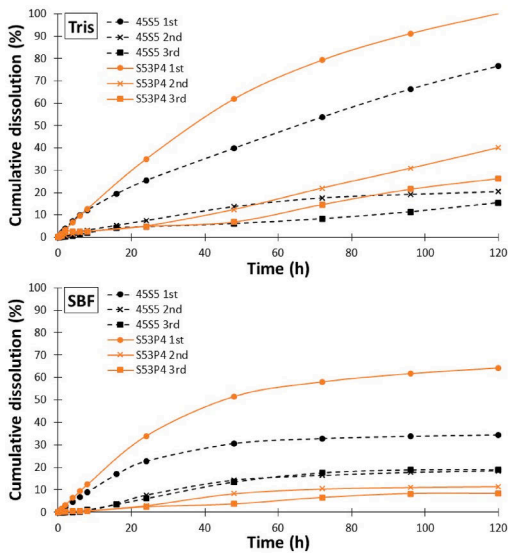 Tris
45S5 1st
45S5 2nd
45S5 3rd
S53P4 1st
S53P4 2nd
S53P4 3rd
Cumulative dissolution (%)
100
90
80
70
60
50
40
30
20
10
0
0 20 40 60 80 100 120
Time (h)
SBF
45S5 1st
45S5 2nd
45S5 3rd
S53P4 1st
S53P4 2nd
S53P4 3rd
Cumulative dissolution (%)
100
90
80
70
60
50
40
30
20
10
0
0 20 40 60 80 100 120
Time (h)